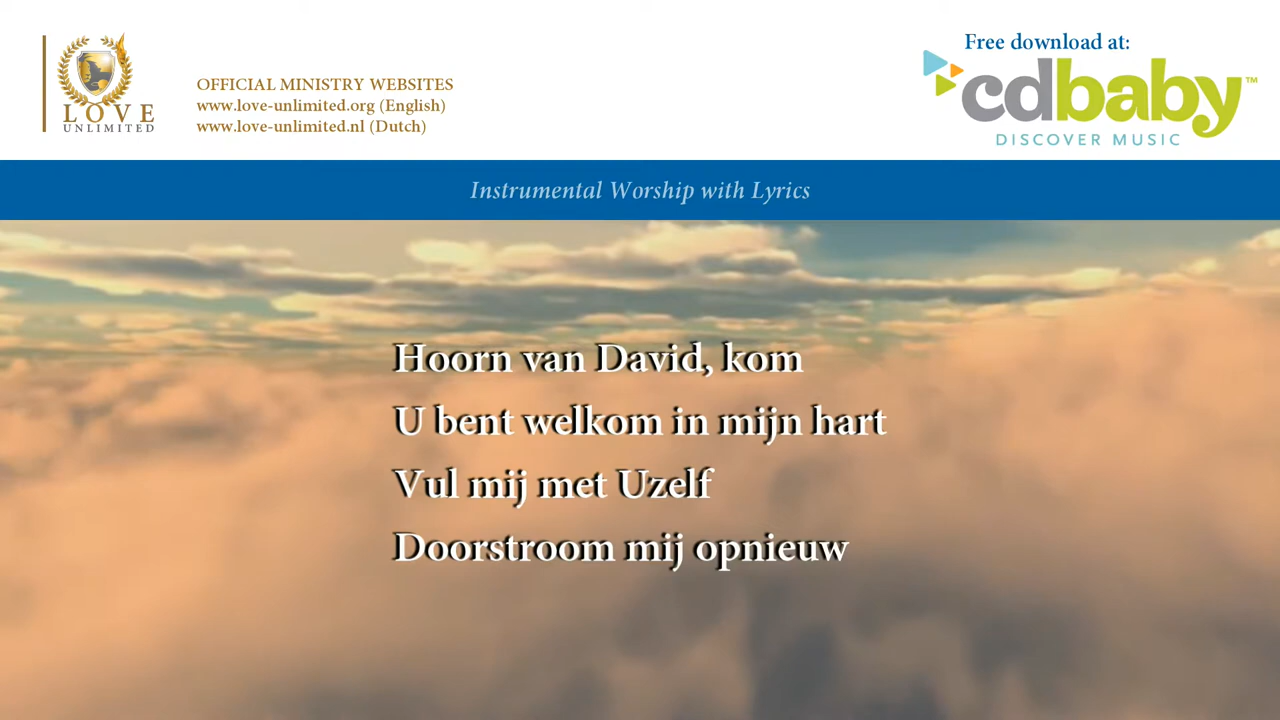 LOVE
UNLIMITED
OFFICIAL MINISTRY WEBSITES
www.love-unlimited.org (English)
www.love-unlimited.nl (Dutch)
Free download at:
cdbaby™
DISCOVER MUSIC
Instrumental Worship with Lyrics
Hoorn van David, kom
U bent welkom in mijn hart
Vul mij met Uzelf
Doorstroom mij opnieuw